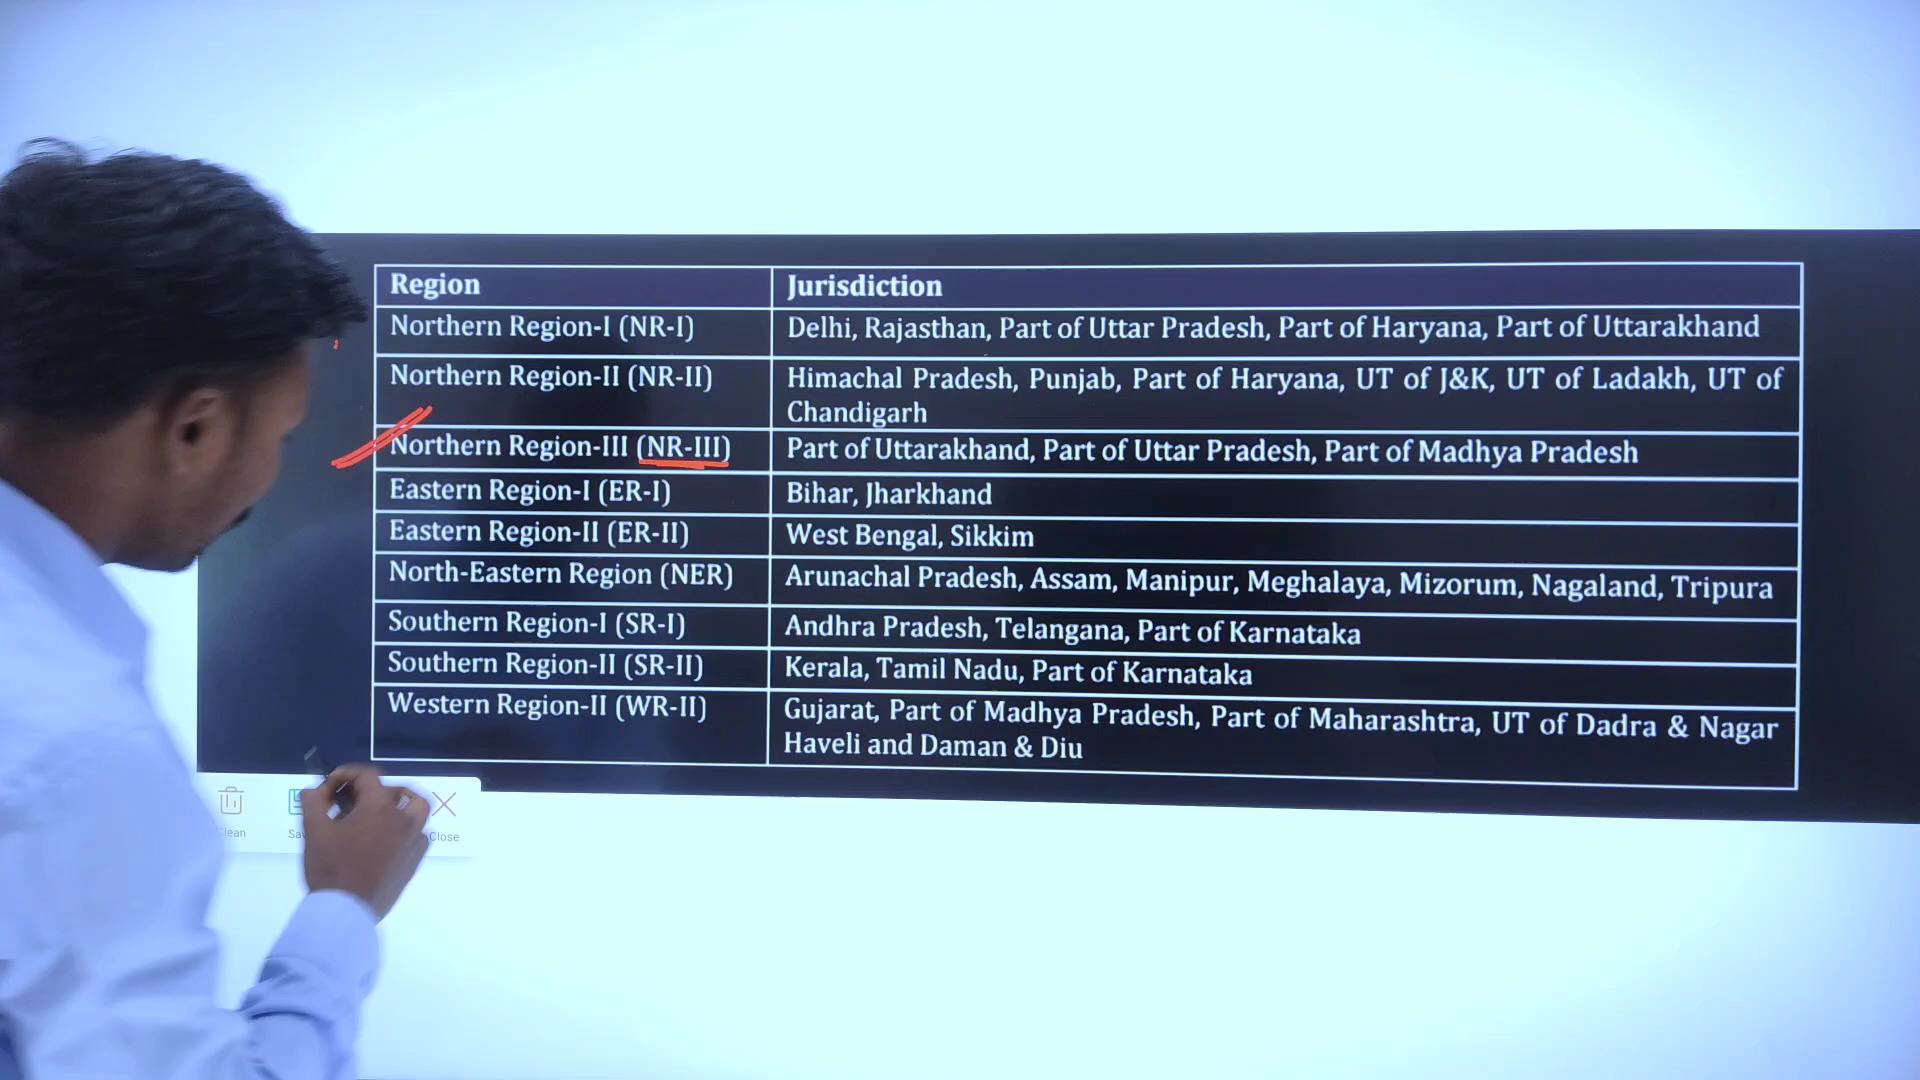 Region
Jurisdiction
Northern Region-I (NR-I)
Delhi, Rajasthan, Part of Uttar Pradesh, Part of Haryana, Part of Uttarakhand
Northern Region-II (NR-II)
Himachal Pradesh, Punjab, Part of Haryana, UT of J&K, UT of Ladakh, UT of
Chandigarh
Northern Region-III (NR-III)
Part of Uttarakhand, Part of Uttar Pradesh, Part of Madhya Pradesh
Eastern Region-I (ER-I)
Bihar, Jharkhand
Eastern Region-II (ER-II)
West Bengal, Sikkim
North-Eastern Region (NER)
Arunachal Pradesh, Assam, Manipur, Meghalaya, Mizorum, Nagaland, Tripura
Southern Region-I (SR-I)
Andhra Pradesh, Telangana, Part of Karnataka
Southern Region-II (SR-II)
Kerala, Tamil Nadu, Part of Karnataka
Western Region-II (WR-II)
Gujarat, Part of Madhya Pradesh, Part of Maharashtra, UT of Dadra & Nagar
Haveli and Daman & Diu
Close